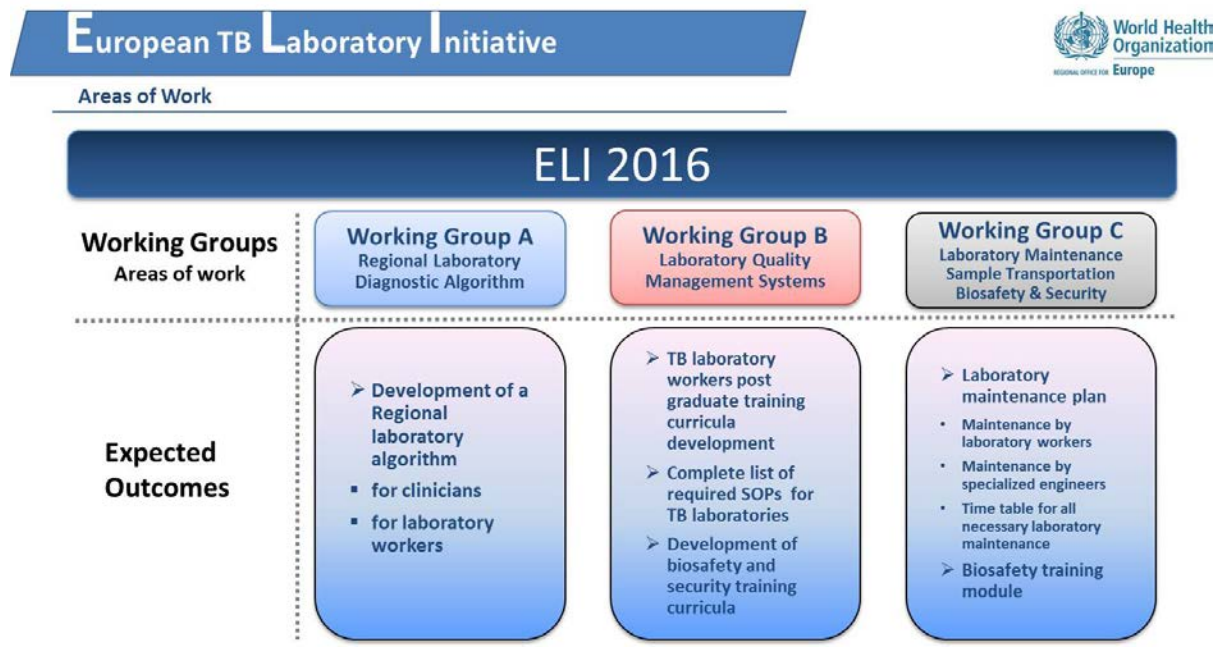 European TB Laboratory Initiative
World Health
Organization
REGIONAL OFFICE FOR Europe
Areas of Work
ELI 2016
Working Groups
Areas of work
Working Group A
Regional Laboratory
Diagnostic Algorithm
Working Group B
Laboratory Quality
Management Systems
Working Group C
Laboratory Maintenance
Sample Transportation
Biosafety & Security
Expected
Outcomes
➢ Development of a
Regional
laboratory
algorithm
▪ for clinicians
▪ for laboratory
workers
➢ TB laboratory
workers post
graduate training
curricula
development
➢ Complete list of
required SOPs for
TB laboratories
➢ Development of
biosafety and
security training
curricula
➢ Laboratory
maintenance plan
• Maintenance by
laboratory workers
• Maintenance by
specialized engineers
• Time table for all
necessary laboratory
maintenance
➢ Biosafety training
module